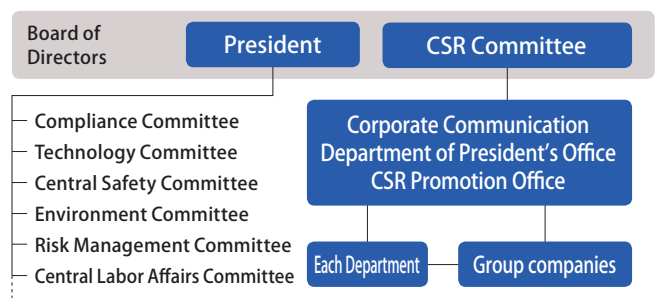 Board of
Directors
President
CSR Committee
Compliance Committee
Technology Committee
Central Safety Committee
Environment Committee
Risk Management Committee
Central Labor Affairs Committee
Corporate Communication
Department of President's Office
CSR Promotion Office
Each Department
Group companies